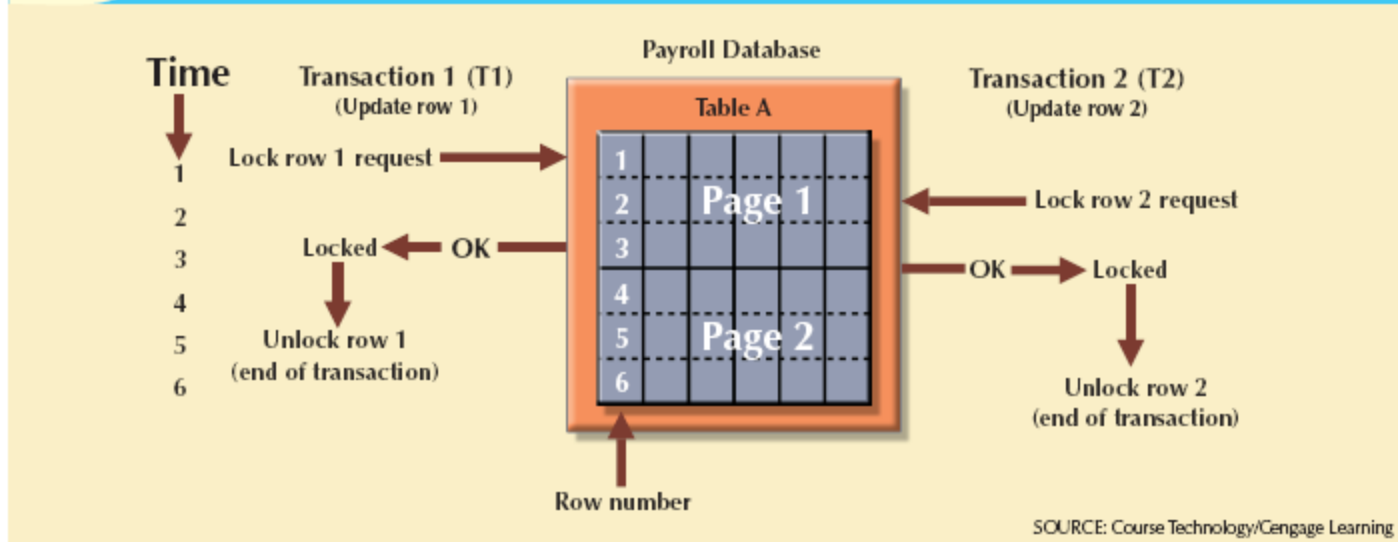 Payroll Database
Time
Transaction 1 (T1)
(Update row 1)
Transaction 2 (T2)
(Update row 2)
Table A
Lock row 1 request
1
1
2
2
Page 1
Lock row 2 request
3
Locked
OK
3
OK
Locked
4
4
5
Unlock row 1
(end of transaction)
5
Page 2
6
6
Unlock row 2
(end of transaction)
Row number
SOURCE: Course Technology/Cengage Learning